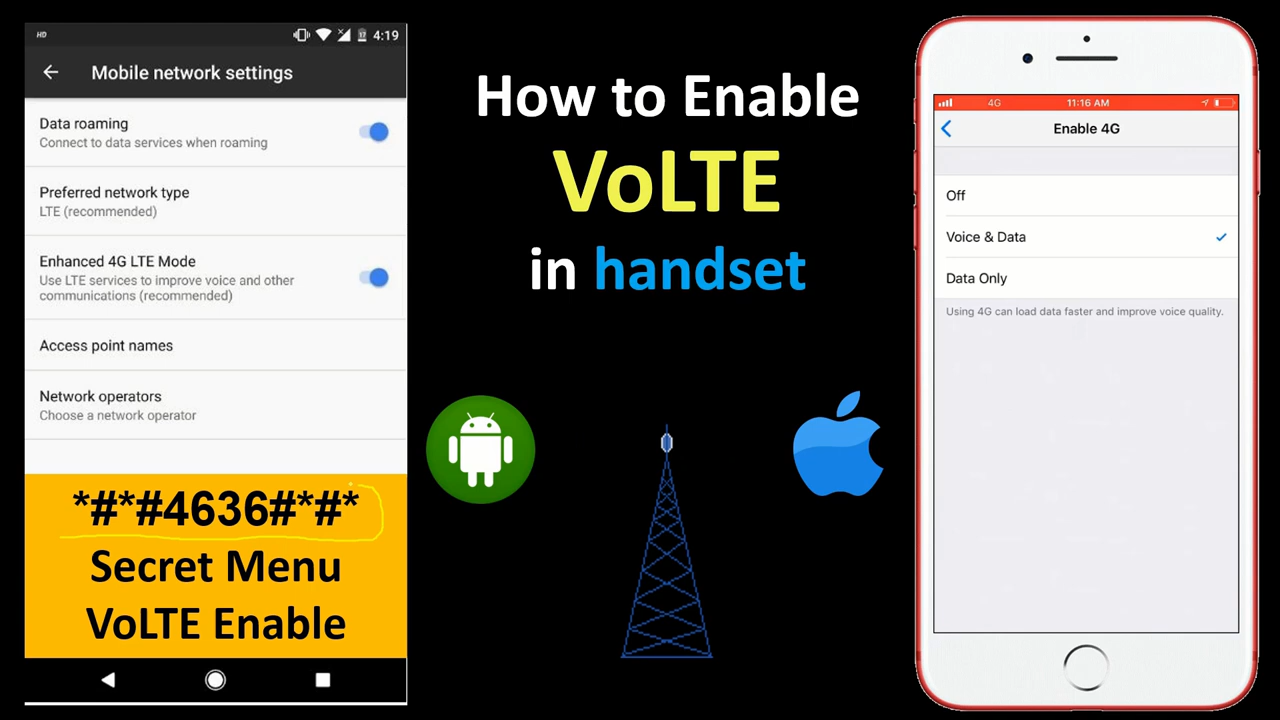 HD
4:19
Mobile network settings
Data roaming
Connect to data services when roaming
Preferred network type
LTE (recommended)
Enhanced 4G LTE Mode
Use LTE services to improve voice and other
communications (recommended)
Access point names
Network operators
Choose a network operator
*#*#4636#*#*
Secret Menu
VoLTE Enable
How to Enable
VoLTE
in handset
4G
11:16 AM
Enable 4G
Off
Voice & Data
Data Only
Using 4G can load data faster and improve voice quality.